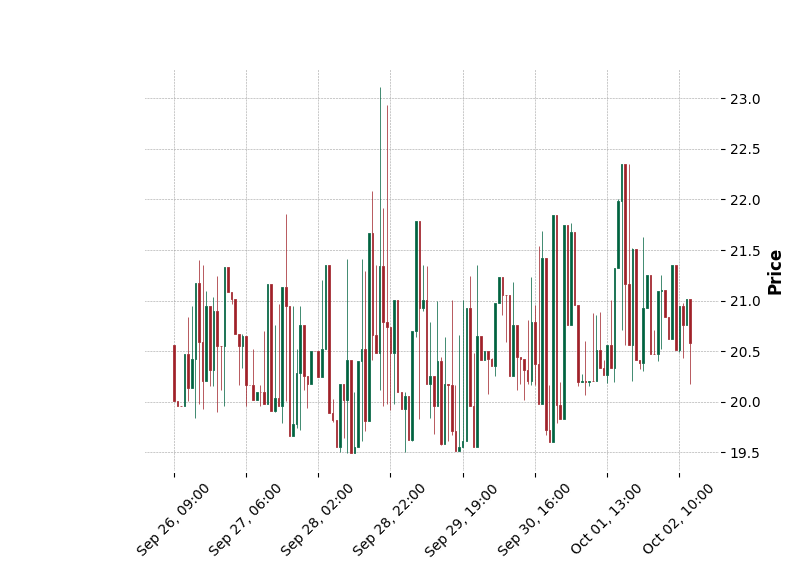 23.0
22.5
22.0
21.5
21.0
20.5
20.0
19.5
Price
Sep 26, 09:00
Sep 27, 06:00
Sep 28, 02:00
Sep 28, 22:00
Sep 29, 19:00
Sep 30, 16:00
Oct 01, 13:00
Oct 02, 10:00